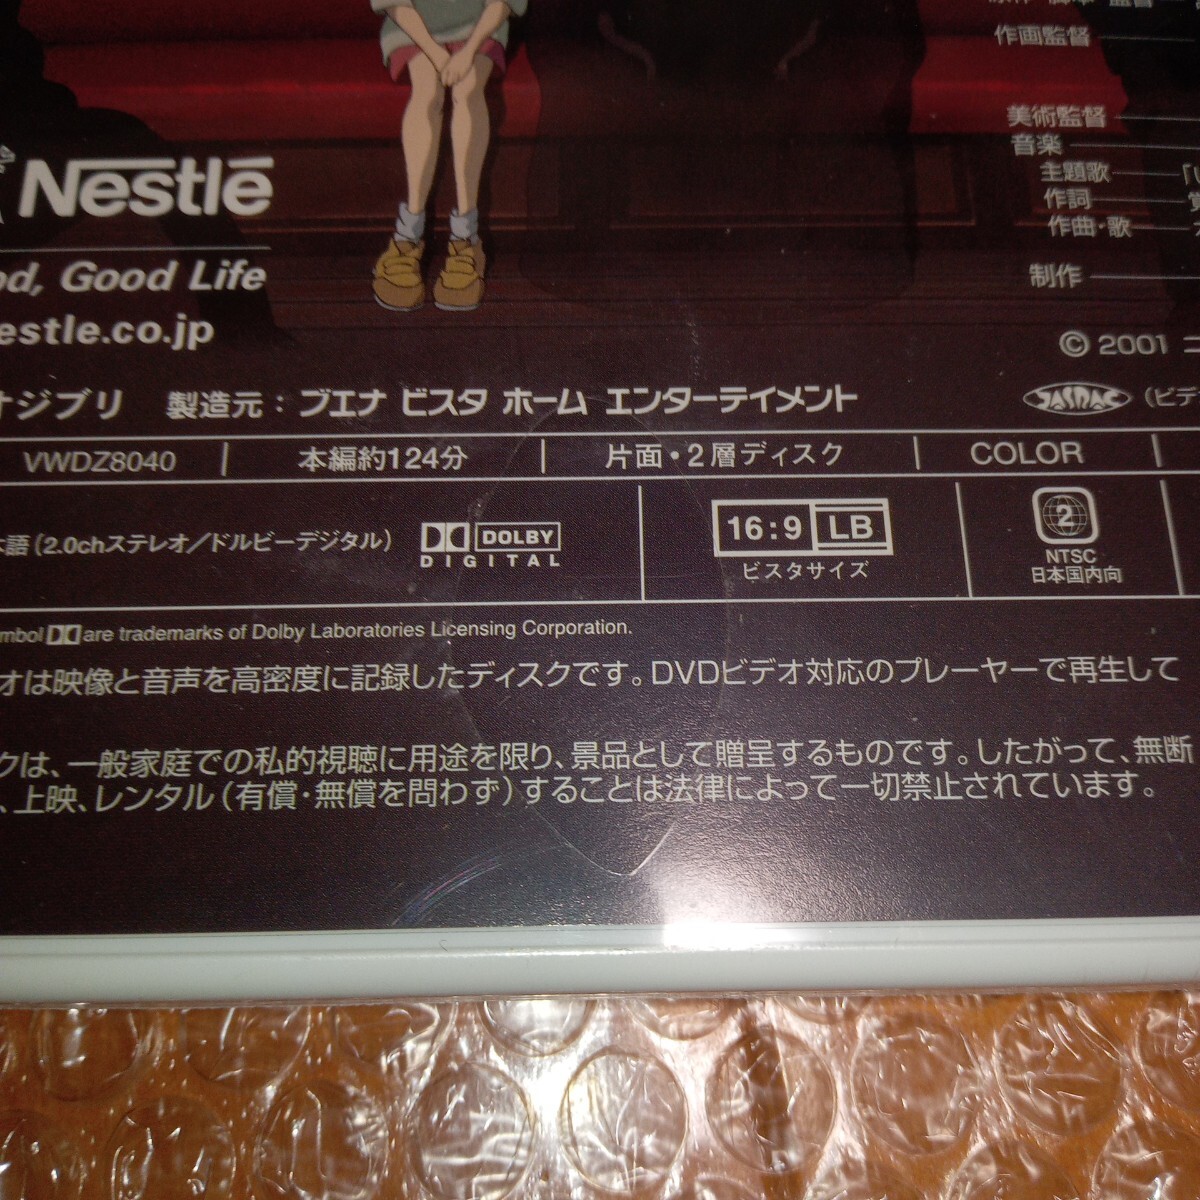 作画監督
美術監督
音楽
主題歌
作詞
作曲・歌
制作
© 2001
Nestlé
Good Life
estle.co.jp
オジブリ 製造元：ブエナ ビスタ ホーム エンターテイメント
JASRAC
VWDZ8040
本編約124分
片面・2層ディスク
COLOR
語（2.0chステレオ／ドルビーデジタル）
DOLBY
DIGITAL
16:9 LB
ビスタサイズ
2
NTSC
日本国内向
are trademarks of Dolby Laboratories Licensing Corporation.
オは映像と音声を高密度に記録したディスクです。DVDビデオ対応のプレーヤーで再生して
クは、一般家庭での私的視聴に用途を限り、景品として贈呈するものです。したがって、無断
、上映、レンタル（有償・無償を問わず）することは法律によって一切禁止されています。